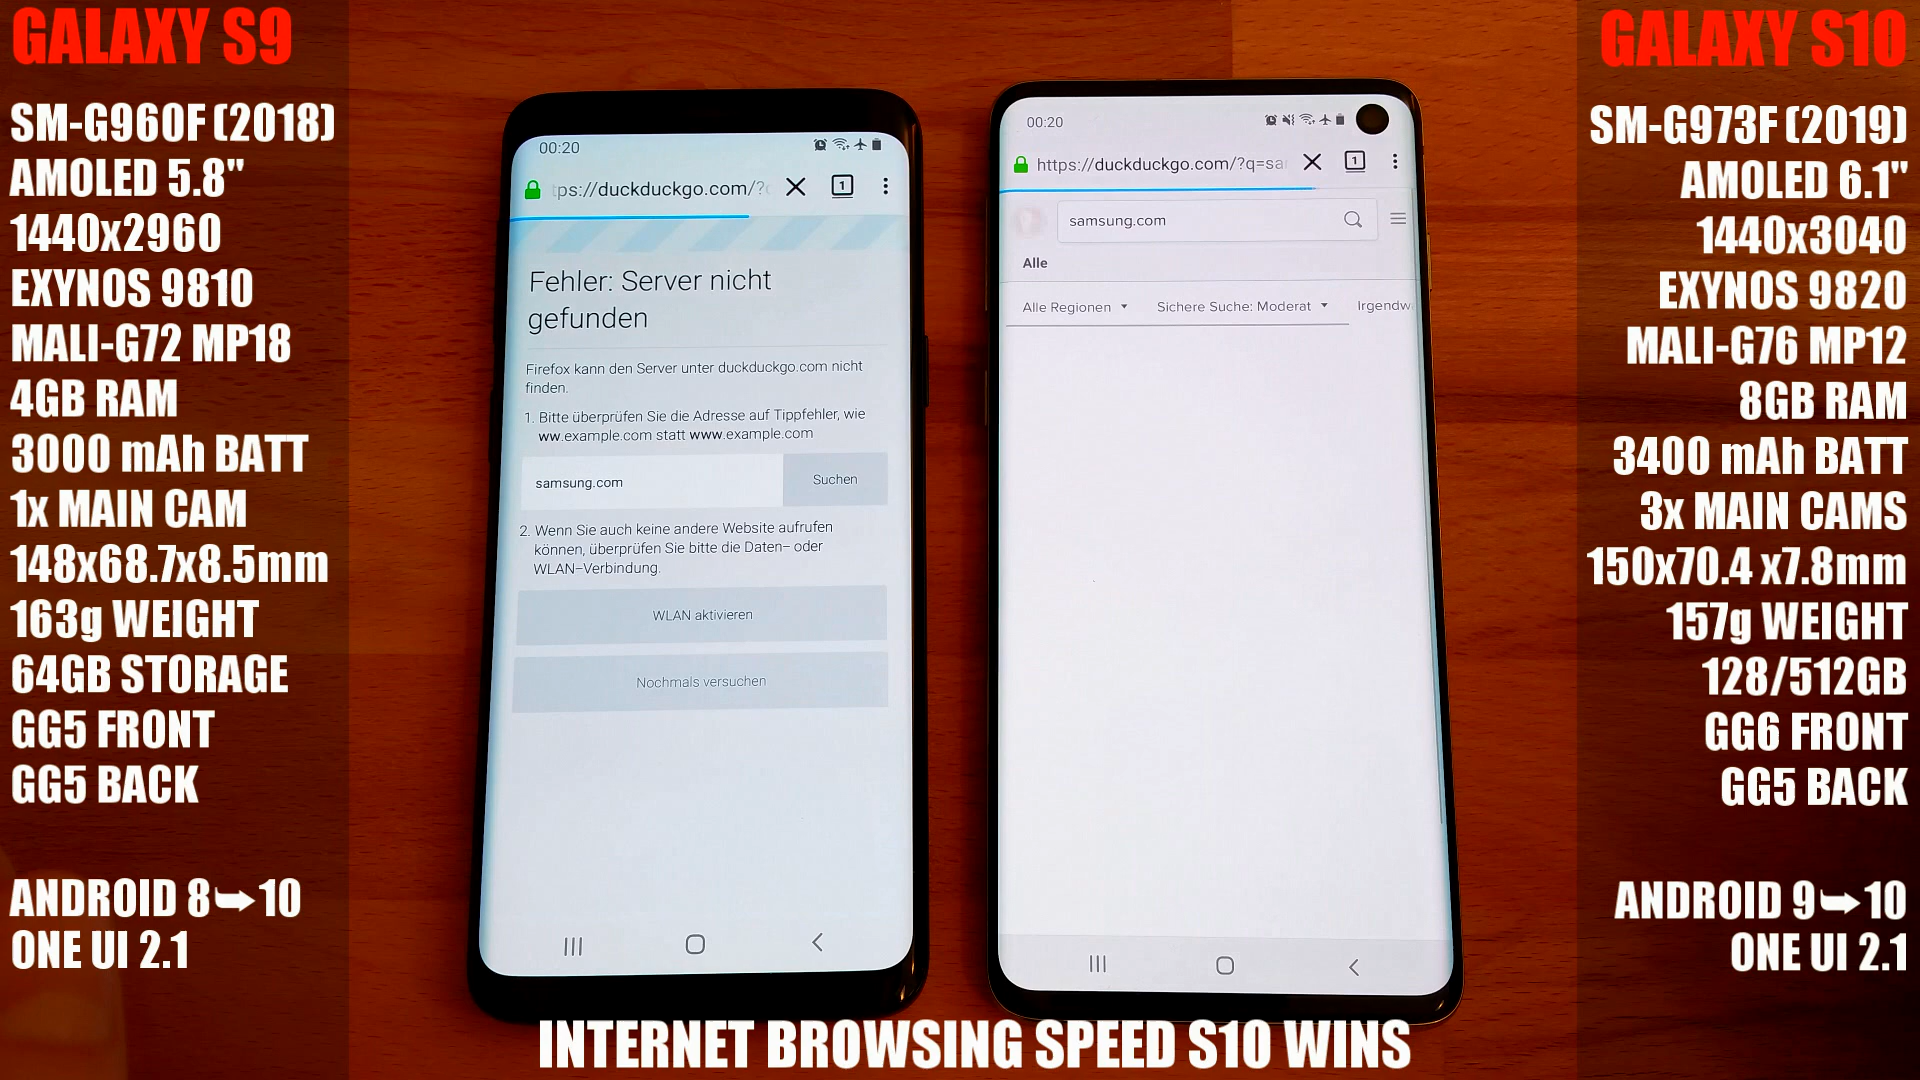 GALAXY S9
SM-G960F (2018)
AMOLED 5.8"
1440x2960
EXYNOS 9810
MALI-G72 MP18
4GB RAM
3000 mAh BATT
1x MAIN CAM
148x68.7x8.5mm
163g WEIGHT
64GB STORAGE
GG5 FRONT
GG5 BACK
ANDROID 8➥10
ONE UI 2.1
00:20
tps://duckduckgo.com/?
1
Fehler: Server nicht
gefunden
Firefox kann den Server unter duckduckgo.com nicht
finden.
1. Bitte überprüfen Sie die Adresse auf Tippfehler, wie
ww.example.com statt www.example.com
samsung.com
Suchen
2. Wenn Sie auch keine andere Website aufrufen
können, überprüfen Sie bitte die Daten- oder
WLAN-Verbindung.
WLAN aktivieren
Nochmals versuchen
00:20
https://duckduckgo.com/?q=sa
1
samsung.com
Alle
Alle Regionen
Sichere Suche: Moderat
Irgendw
GALAXY S10
SM-G973F (2019)
AMOLED 6.1"
1440x3040
EXYNOS 9820
MALI-G76 MP12
8GB RAM
3400 mAh BATT
3x MAIN CAMS
150x70.4 x7.8mm
157g WEIGHT
128/512GB
GG6 FRONT
GG5 BACK
ANDROID 9➥10
ONE UI 2.1
INTERNET BROWSING SPEED S10 WINS